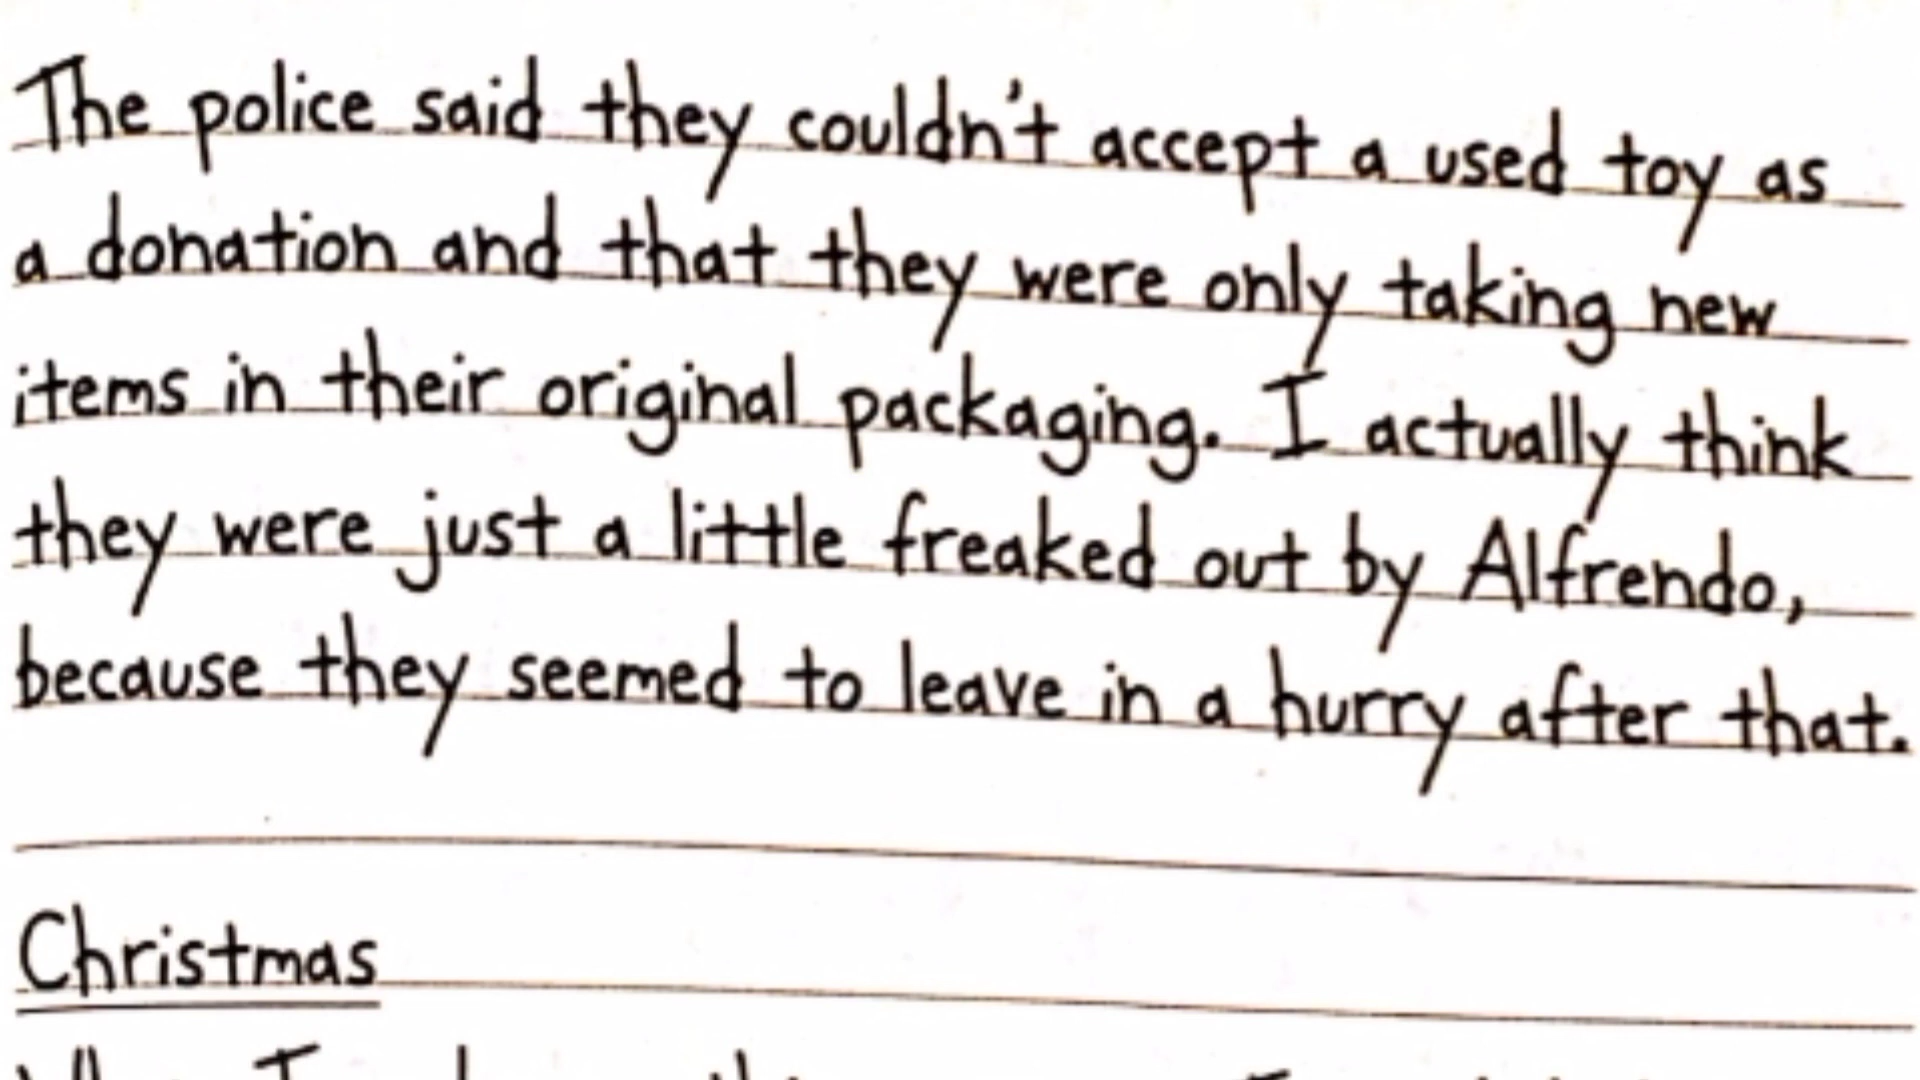 The police said they couldn't accept a used toy as
a donation and that they were only taking new
items in their original packaging. I actually think
they were just a little freaked out by Alfrendo,
because they seemed to leave in a hurry after that.
Christmas